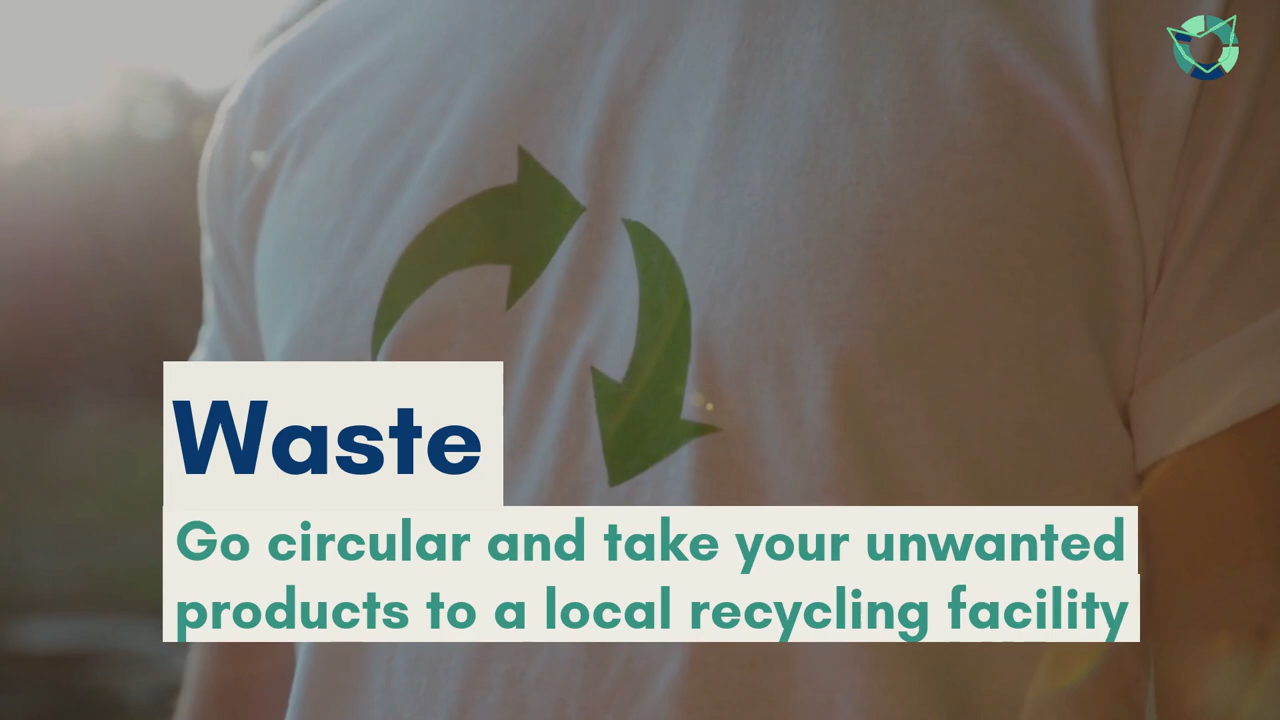 Waste
Go circular and take your unwanted
products to a local recycling facility